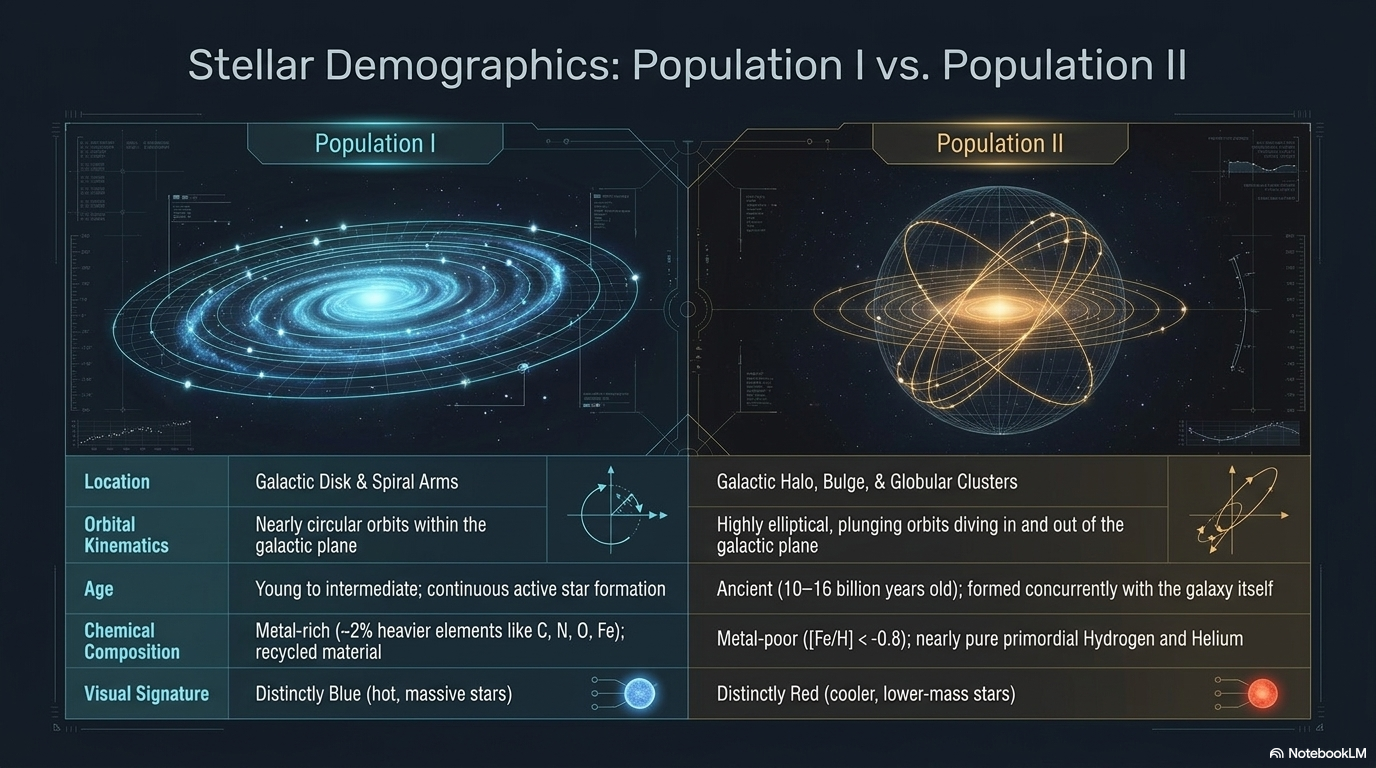 Stellar Demographics: Population I vs. Population II
Population I
Population II
Location
Galactic Disk & Spiral Arms
Galactic Halo, Bulge, & Globular Clusters
Orbital
Kinematics
Nearly circular orbits within the
galactic plane
Highly elliptical, plunging orbits diving in and out of the
galactic plane
Age
Young to intermediate; continuous active star formation
Ancient (10–16 billion years old); formed concurrently with the galaxy itself
Chemical
Composition
Metal-rich (~2% heavier elements like C, N, O, Fe);
recycled material
Metal-poor ([Fe/H] < -0.8); nearly pure primordial Hydrogen and Helium
Visual Signature
Distinctly Blue (hot, massive stars)
Distinctly Red (cooler, lower-mass stars)
NotebookLM